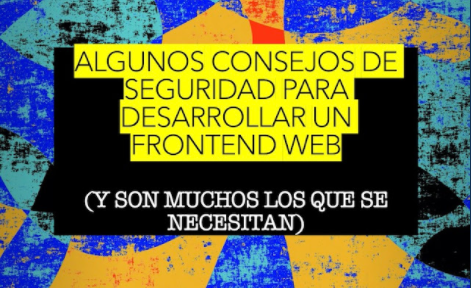 ALGUNOS CONSEJOS DE
SEGURIDAD PARA
DESARROLLAR UN
FRONTEND WEB
(Y SON MUCHOS LOS QUE SE
NECESITAN)